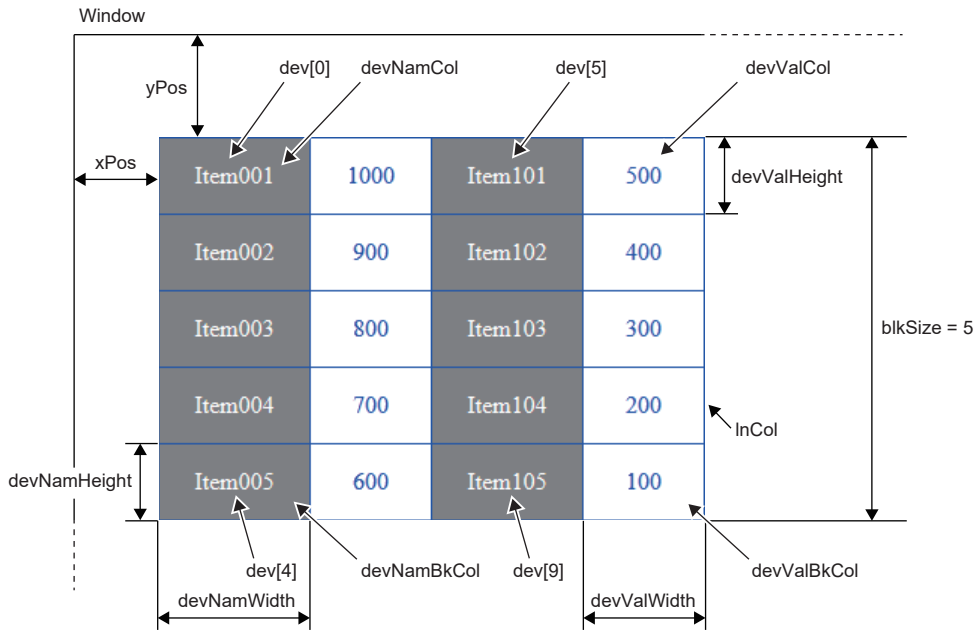 Window
dev[0] devNamCol dev[5] devValCol
yPos
xPos
Item001 1000 Item101 500
devValHeight
Item002 900 Item102 400
Item003 800 Item103 300
blkSize = 5
Item004 700 Item104 200
lnCol
devNamHeight
Item005 600 Item105 100
dev[4] devNamBkCol dev[9] devValBkCol
devNamWidth devValWidth